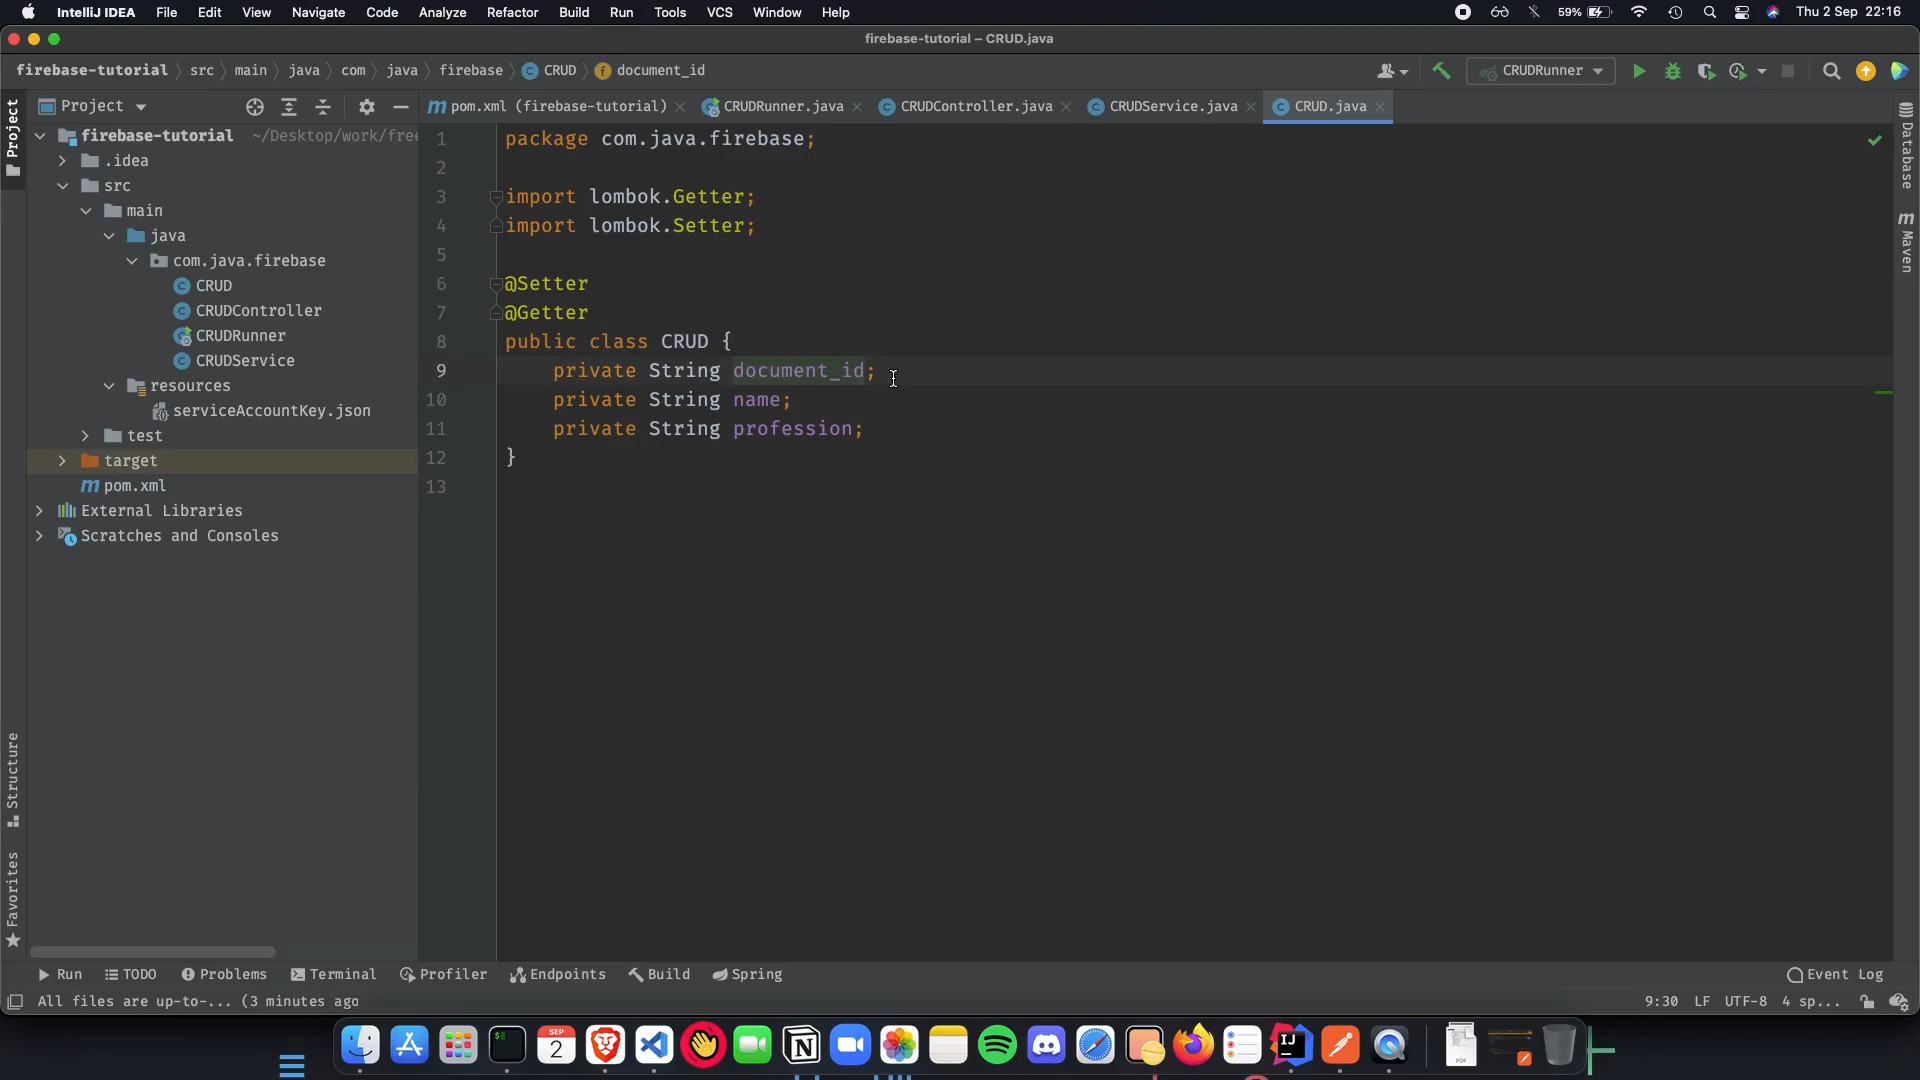 IntelliJ IDEA File Edit View Navigate Code Analyze Refactor Build Run Tools VCS Window Help 59% Thu 2 Sep 22:16
firebase-tutorial – CRUD.java
firebase-tutorial src main java com java firebase CRUD document_id CRUDRunner
Project pom.xml (firebase-tutorial) CRUDRunner.java CRUDController.java CRUDService.java CRUD.java
firebase-tutorial ~/Desktop/work/free
.idea
src
main
java
com.java.firebase
CRUD
CRUDController
CRUDRunner
CRUDService
resources
serviceAccountKey.json
test
target
pom.xml
External Libraries
Scratches and Consoles
1 package com.java.firebase;
2
3 import lombok.Getter;
4 import lombok.Setter;
5
6 @Setter
7 @Getter
8 public class CRUD {
9 private String document_id;
10 private String name;
11 private String profession;
12 }
13
Project
Structure
Favorites
Database
Maven
Run TODO Problems Terminal Profiler Endpoints Build Spring Event Log
All files are up-to-... (3 minutes ago 9:30 LF UTF-8 4 sp...
SEP
2
IJ
PDF